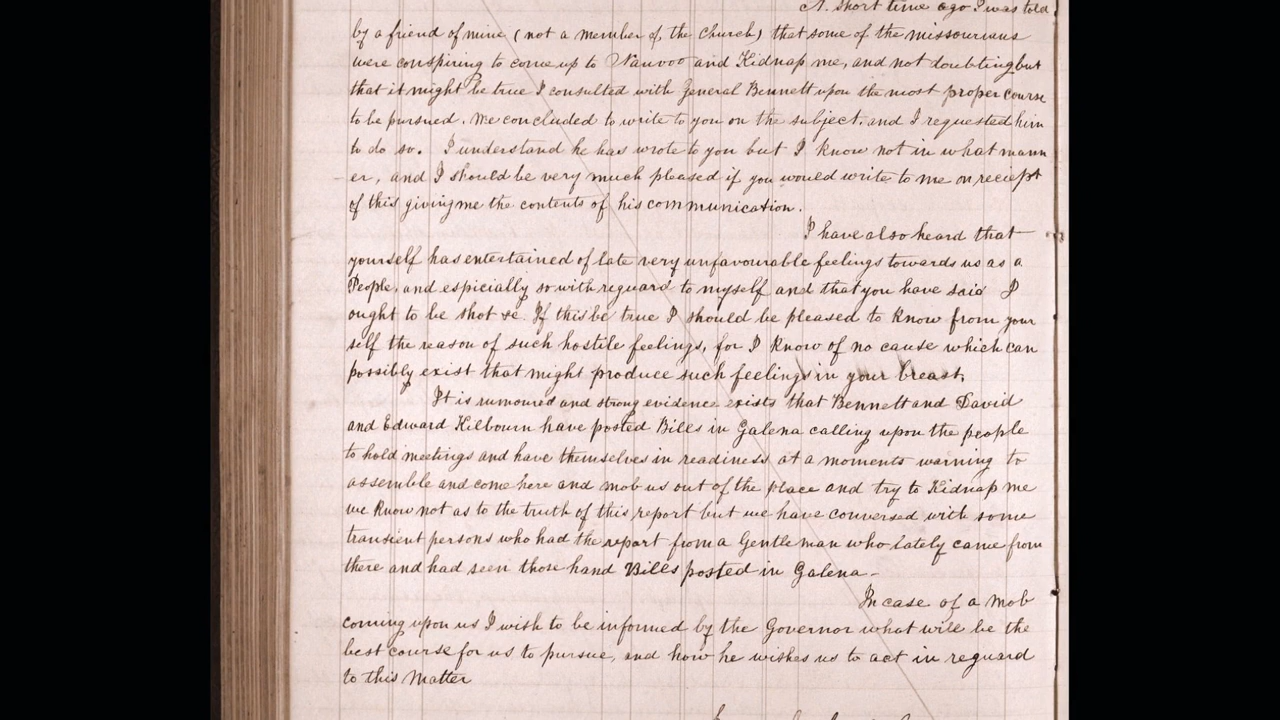 A. short time ago I was told
by a friend of mine (not a member of the Church) that some of the missourians
were conspiring to come up to Nauvoo and Kidnap me, and not doubting but
that it might be true I consulted with General Bennett upon the most proper course
to be pursued. We concluded to write to you on the subject. and I requested him
to do so. I understand he has wrote to you but I know not in what mann
er, and I should be very much pleased if you would write to me on reciept
of this giving me the contents of his communication.
I have also heard that
yourself has entertained of late very unfavourable feelings towards us as a
People, and espicially so with reguard to myself and that you have said I
ought to be shot &c. If this be true I should be pleased to know from your
self the reason of such hostile feelings, for I know of no cause which can
possibly exist that might produce such feelings in your breast.
It is rumoured and strong evidence exists that Bennett and David
and Edward Kilbourn have posted Bills in Galena calling upon the people
to hold meetings and have themselves in readiness at a moments warning to
assemble and come here and mob us out of the place and try to Kidnap me
we know not as to the truth of this report but we have conversed with some
transient persons who had the report from a Gentleman who lately came from
there and had seen those hand Bills posted in Galena -
In case of a Mob
coming upon us I wish to be informed by the Governor what will be the
best course for us to pursue, and how he wishes us to act in reguard
to this Matter